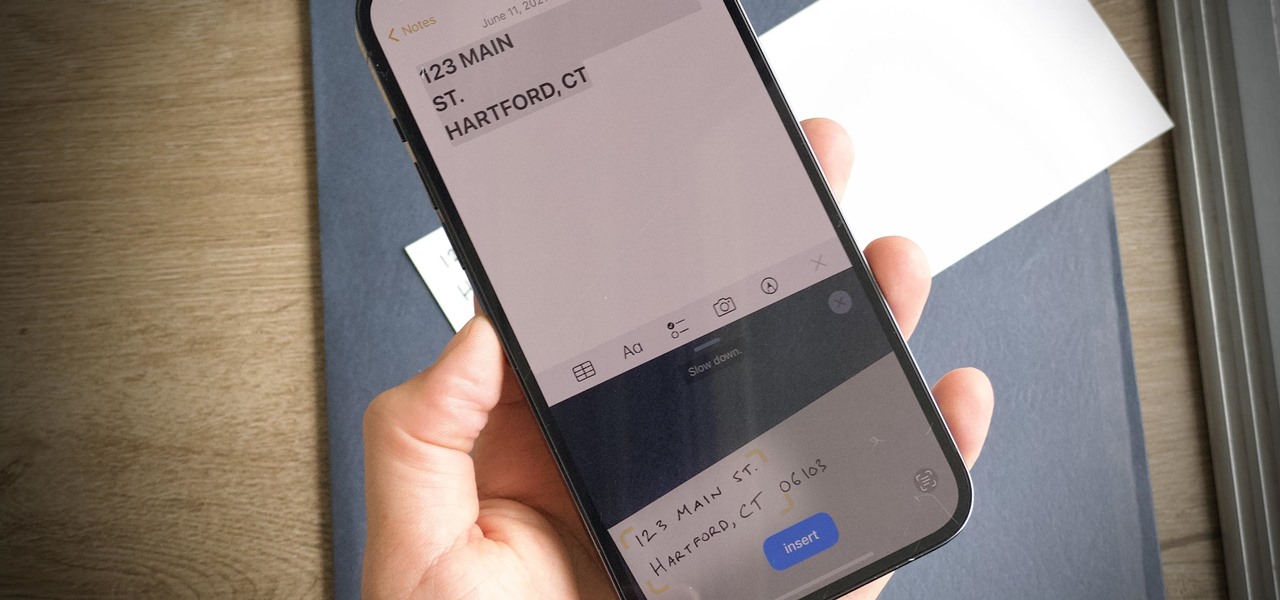 Notes
June 11, 202
123 MAIN
ST.
HARTFORD, CT
Aa
Slow down.
123 MAIN ST.
HARTFORD, CT 06103
insert